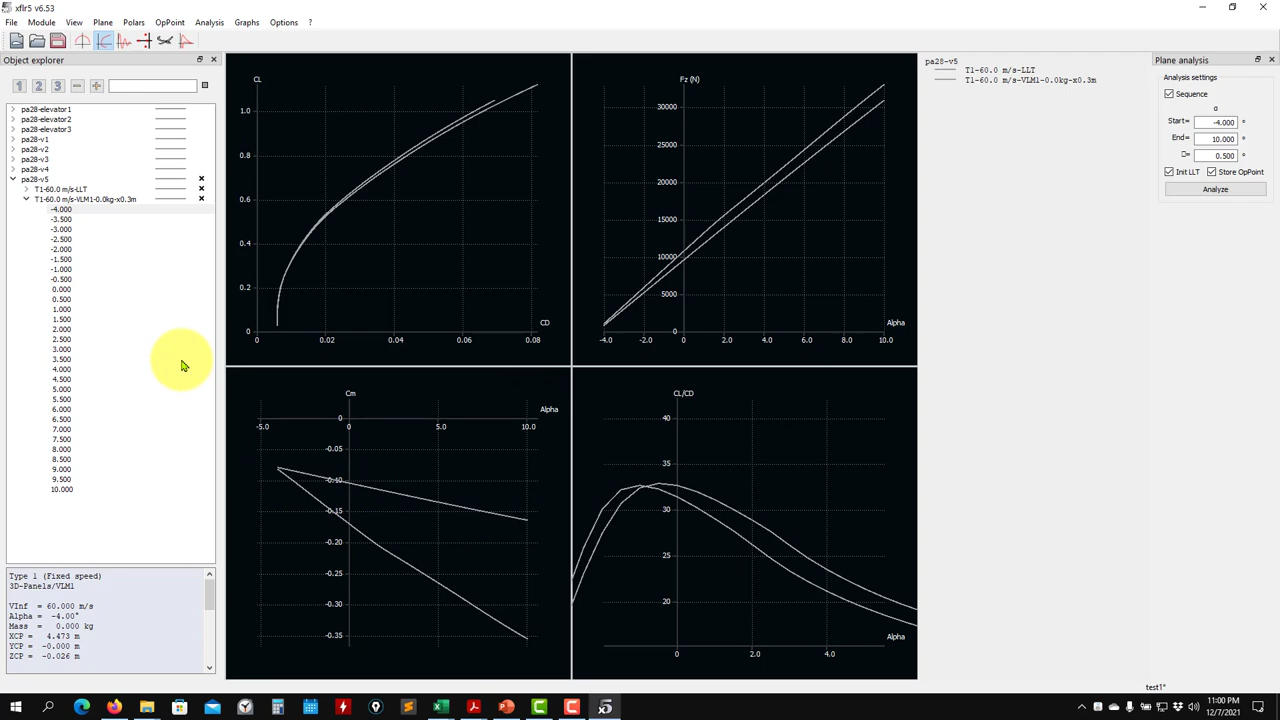 xflr5 v6.53
File Module View Plane Polars OpPoint Analysis Graphs Options ?
Object explorer
1 2 3 - +
pa28-elevator1
pa28-elevator2
pa28-elevator3
pa28-v1
pa28-v2
pa28-v3
pa28-v4
pa28-v5
T1-60.0 m/s-LLT
T1-60.0 m/s-VLM1-0.0kg-x0.3m
-4.000
-3.500
-3.000
-2.500
-2.000
-1.500
-1.000
-0.500
0.000
0.500
1.000
1.500
2.000
2.500
3.000
3.500
4.000
4.500
5.000
5.500
6.000
6.500
7.000
7.500
8.000
8.500
9.000
9.500
10.000
Type 1 (Fixed speed)
3D-Panels/VLM1
VInf = 60.000 m/s
Alpha = -4.00°
Mass = 0.000 kg
XCP = 4.473 m
YCP = -0.000 m
ZCP = -0.026 m
CL
1.0
0.8
0.6
0.4
0.2
0
CD
0 0.02 0.04 0.06 0.08
Fz (N)
30000
25000
20000
15000
10000
5000
0
Alpha
-4.0 -2.0 0 2.0 4.0 6.0 8.0 10.0
Cm
Alpha
-5.0 0 5.0 10.0
0
-0.05
-0.10
-0.15
-0.20
-0.25
-0.30
-0.35
CL/CD
40
35
30
25
20
Alpha
0 2.0 4.0
pa28-v5
T1-60.0 m/s-LLT
T1-60.0 m/s-VLM1-0.0kg-x0.3m
Plane analysis
Analysis settings
Sequence
α
Start= -4.000 °
End= 10.000 °
= 0.500 °
Init LLT Store OpPoint
Analyze
test1*
11:00 PM
12/7/2021